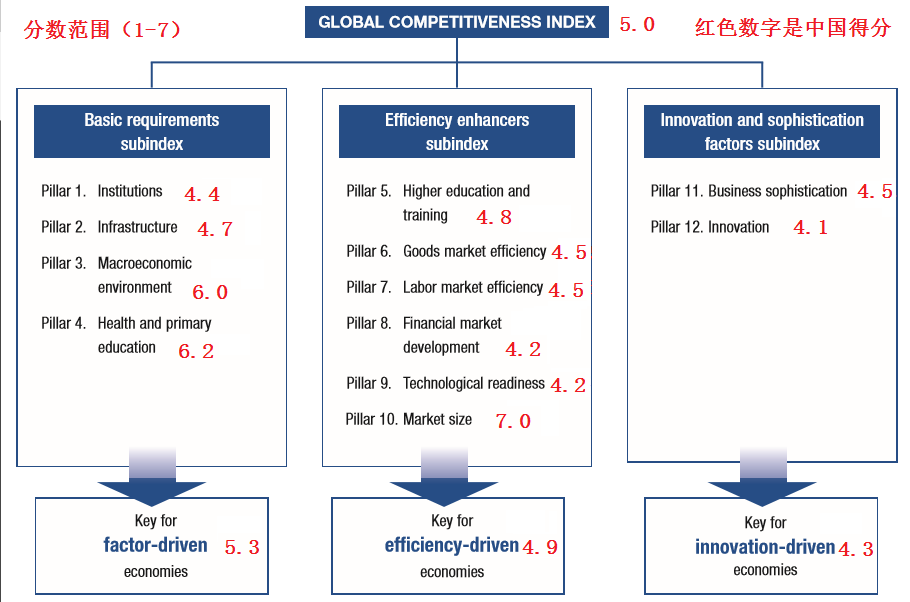 分数范围（1-7）
GLOBAL COMPETITIVENESS INDEX 5.0
红色数字是中国得分
Basic requirements
subindex
Pillar 1. Institutions 4.4
Pillar 2. Infrastructure 4.7
Pillar 3. Macroeconomic
environment 6.0
Pillar 4. Health and primary
education 6.2
Key for
factor-driven 5.3
economies
Efficiency enhancers
subindex
Pillar 5. Higher education and
training 4.8
Pillar 6. Goods market efficiency 4.5
Pillar 7. Labor market efficiency 4.5
Pillar 8. Financial market
development 4.2
Pillar 9. Technological readiness 4.2
Pillar 10. Market size 7.0
Key for
efficiency-driven 4.9
economies
Innovation and sophistication
factors subindex
Pillar 11. Business sophistication 4.5
Pillar 12. Innovation 4.1
Key for
innovation-driven 4.3
economies